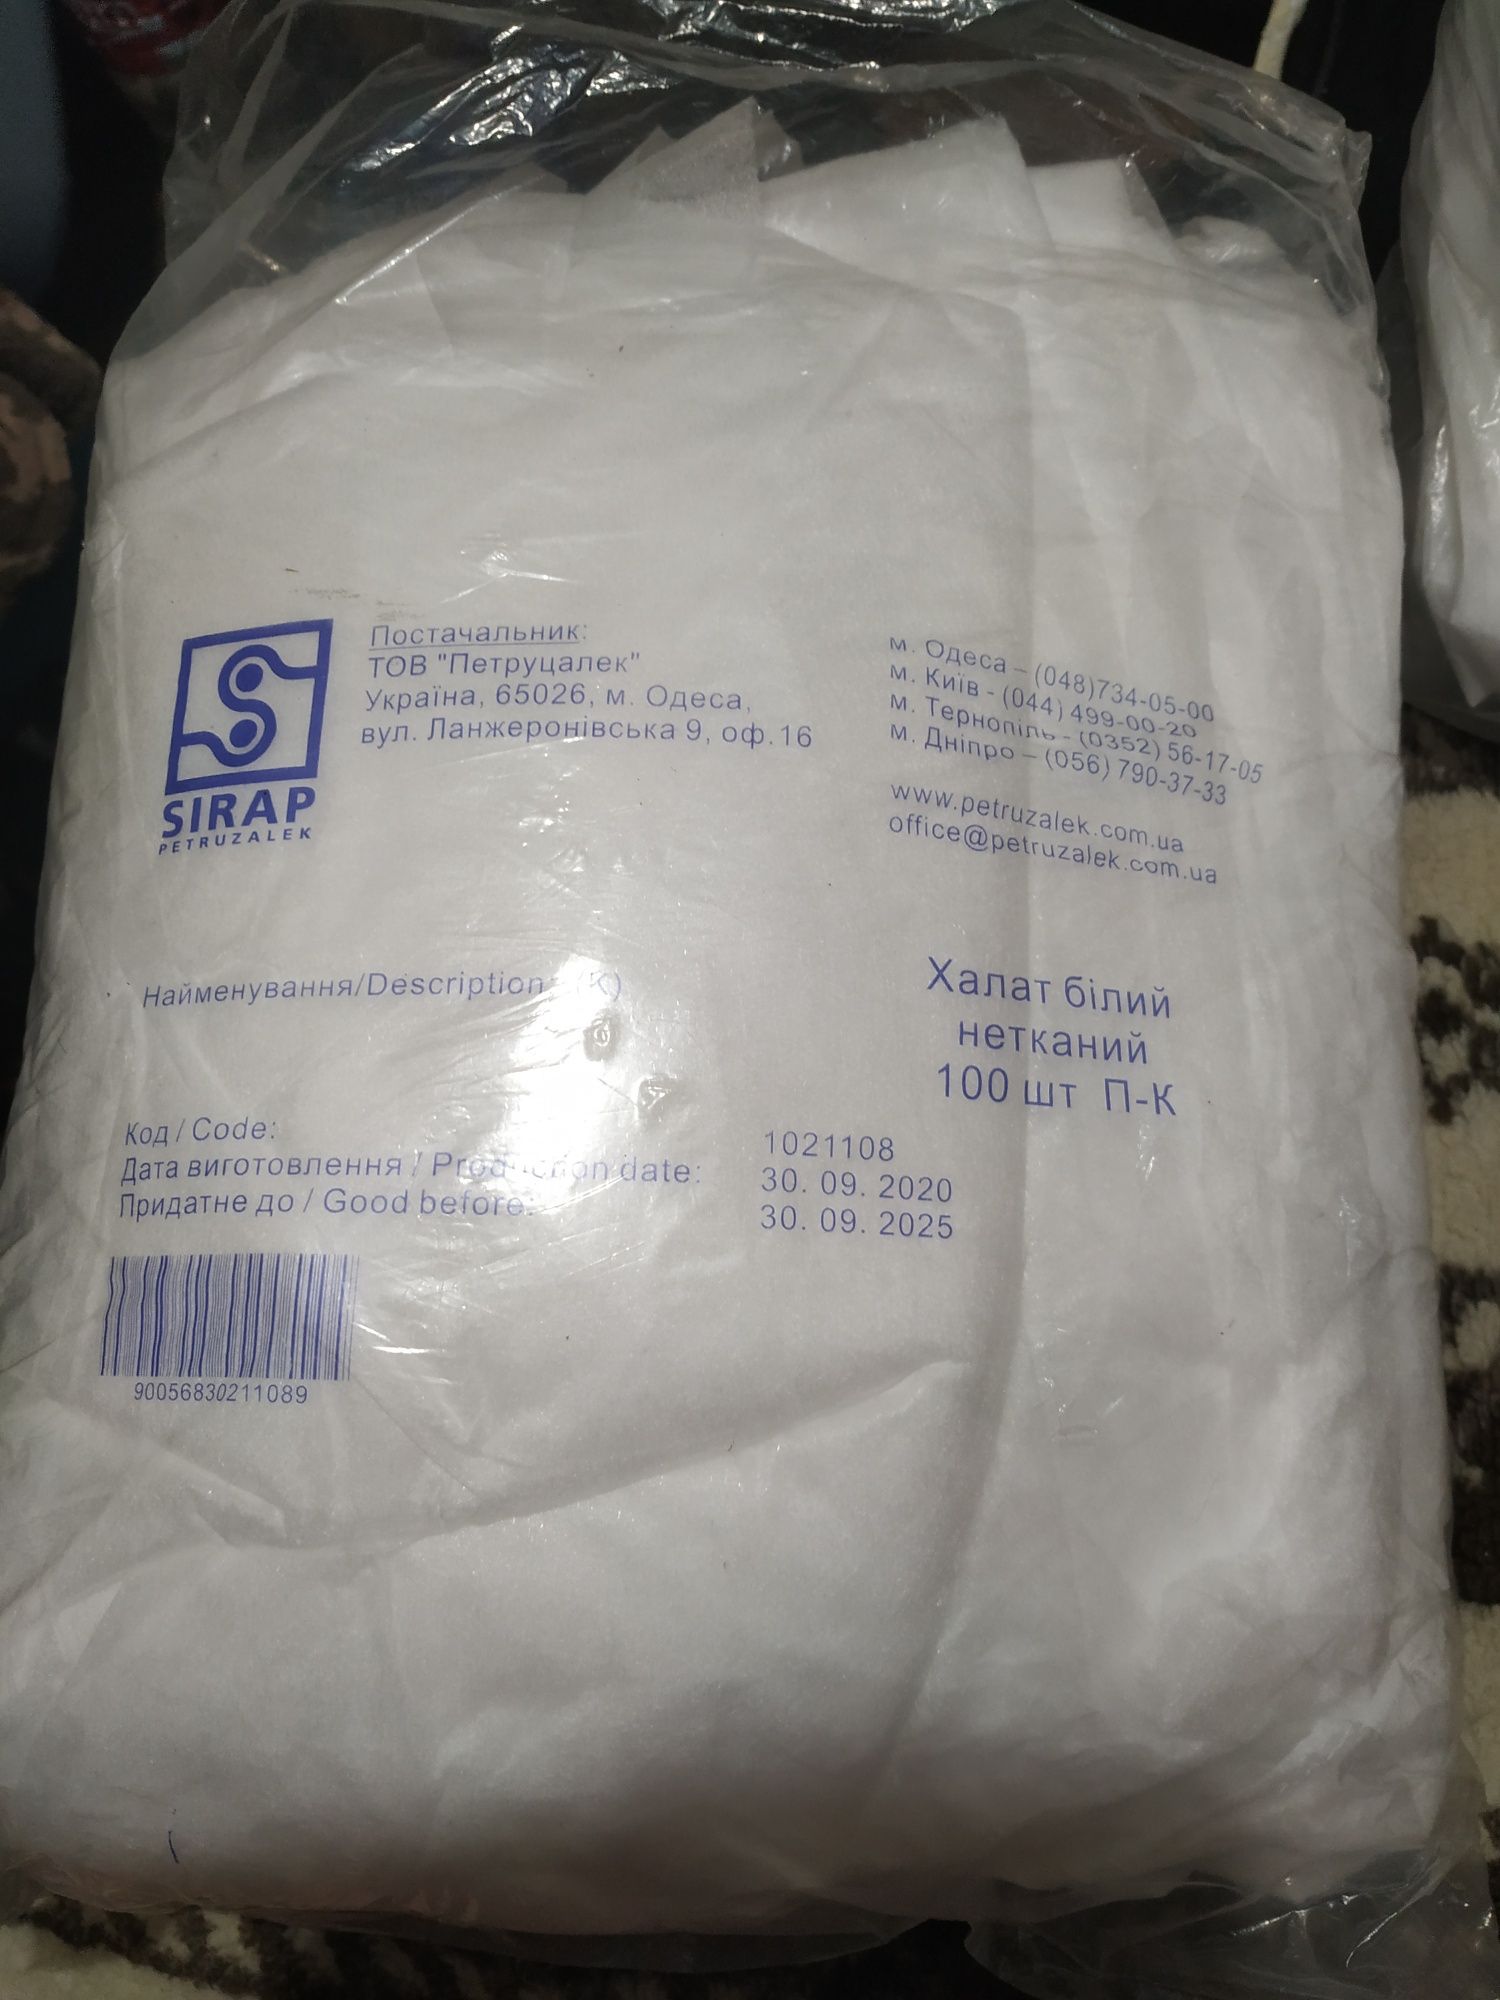 SIRAP
PETRUZALEK
Постачальник:
ТОВ "Петруцалек"
Україна, 65026, м. Одеса,
вул. Ланжеронівська 9, оф.16
м. Одеса – (048)734-05-00
м. Київ - (044) 499-00-20
м. Тернопіль - (0352) 56-17-05
м. Дніпро – (056) 790-37-33
www.petruzalek.com.ua
office@petruzalek.com.ua
Найменування/Description (К)
Халат білий
нетканий
100 шт П-К
Код / Code: 1021108
Дата виготовлення / Production date: 30. 09. 2020
Придатне до / Good before: 30. 09. 2025
90056830211089